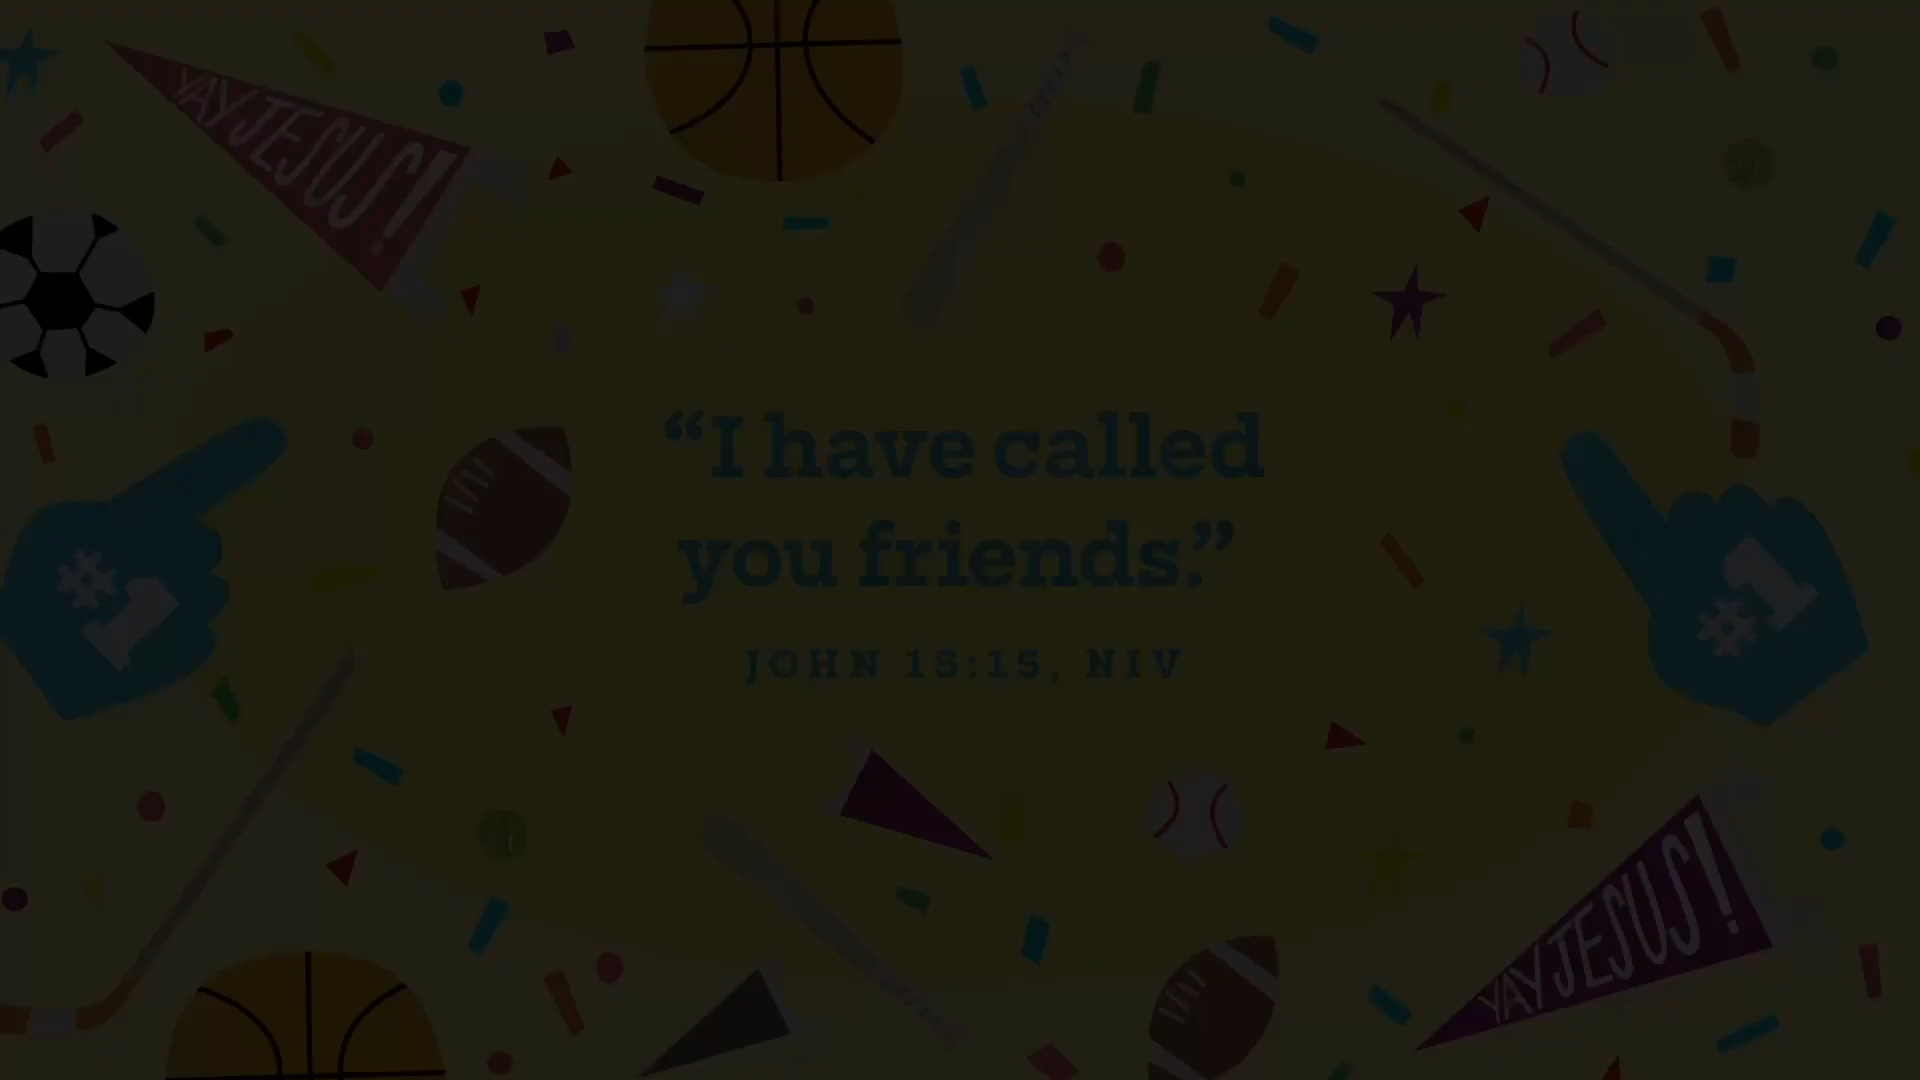 YAY JESUS!
“I have called
you friends.”
JOHN 15:15, NIV
#1
#1
YAY JESUS!